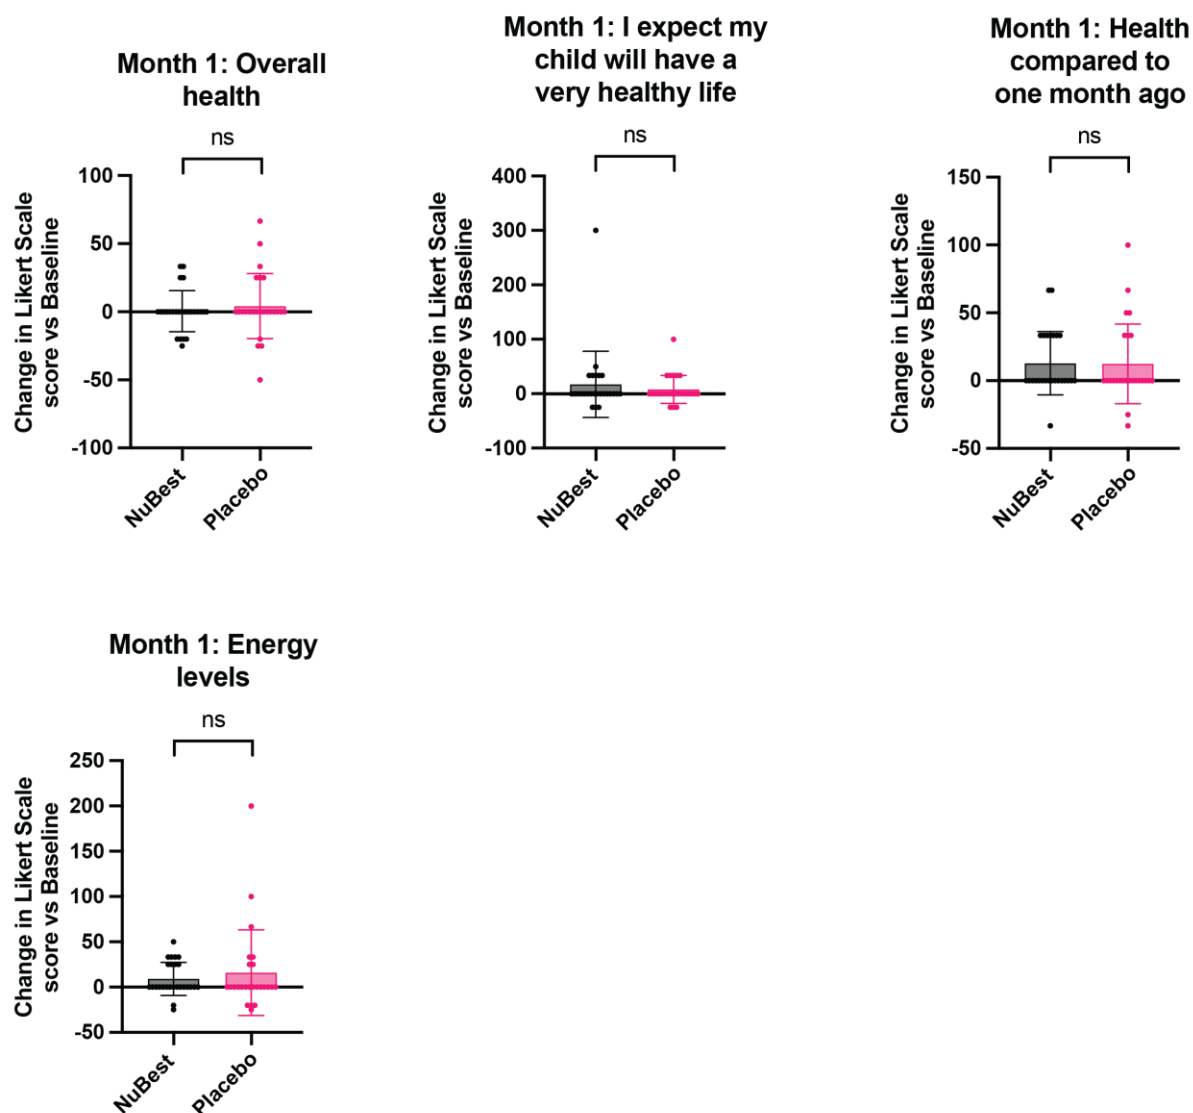 Month 1: Overall
health
ns
Change in Likert Scale
score vs Baseline
100
50
0
-50
-100
NuBest
Placebo
Month 1: I expect my
child will have a
very healthy life
ns
Change in Likert Scale
score vs Baseline
400
300
200
100
0
-100
NuBest
Placebo
Month 1: Health
compared to
one month ago
ns
Change in Likert Scale
score vs Baseline
150
100
50
0
-50
NuBest
Placebo
Month 1: Energy
levels
ns
Change in Likert Scale
score vs Baseline
250
200
150
100
50
0
-50
NuBest
Placebo